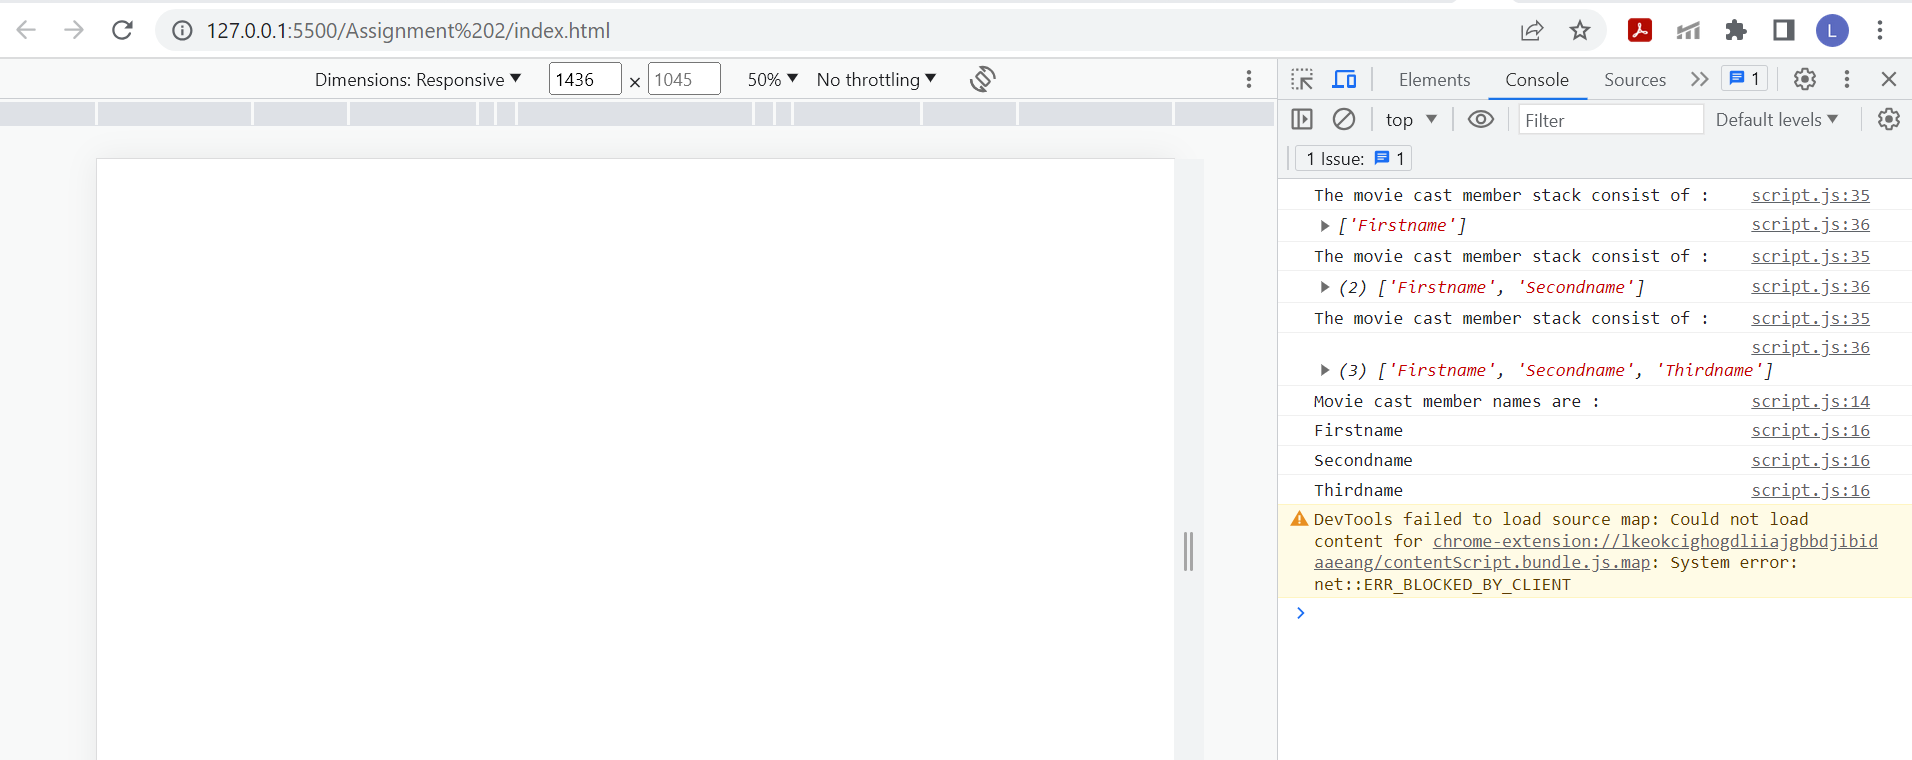 127.0.0.1:5500/Assignment%202/index.html
L
Dimensions: Responsive 1436 × 1045 50% No throttling
Elements Console Sources 1
top Filter Default levels
1 Issue: 1
The movie cast member stack consist of : script.js:35
['Firstname'] script.js:36
The movie cast member stack consist of : script.js:35
(2) ['Firstname', 'Secondname'] script.js:36
The movie cast member stack consist of : script.js:35
script.js:36
(3) ['Firstname', 'Secondname', 'Thirdname']
Movie cast member names are : script.js:14
Firstname script.js:16
Secondname script.js:16
Thirdname script.js:16
DevTools failed to load source map: Could not load
content for chrome-extension://lkeokcighogdliiajgbbdjibid
aaeang/contentScript.bundle.js.map: System error:
net::ERR_BLOCKED_BY_CLIENT